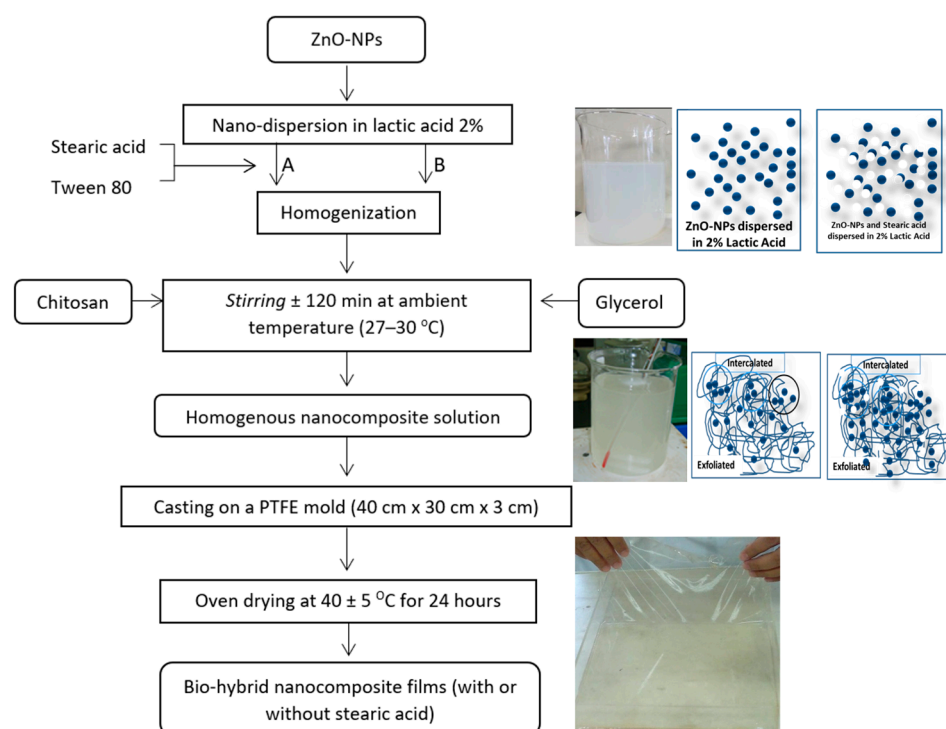 ZnO-NPs
Nano-dispersion in lactic acid 2%
Stearic acid
Tween 80
A
B
Homogenization
ZnO-NPs dispersed
in 2% Lactic Acid
ZnO-NPs and Stearic acid
dispersed in 2% Lactic Acid
Chitosan
Stirring ± 120 min at ambient
temperature (27–30 °C)
Glycerol
Intercalated
Exfoliated
Intercalated
Exfoliated
Homogenous nanocomposite solution
Casting on a PTFE mold (40 cm x 30 cm x 3 cm)
Oven drying at 40 ± 5 °C for 24 hours
Bio-hybrid nanocomposite films (with or
without stearic acid)